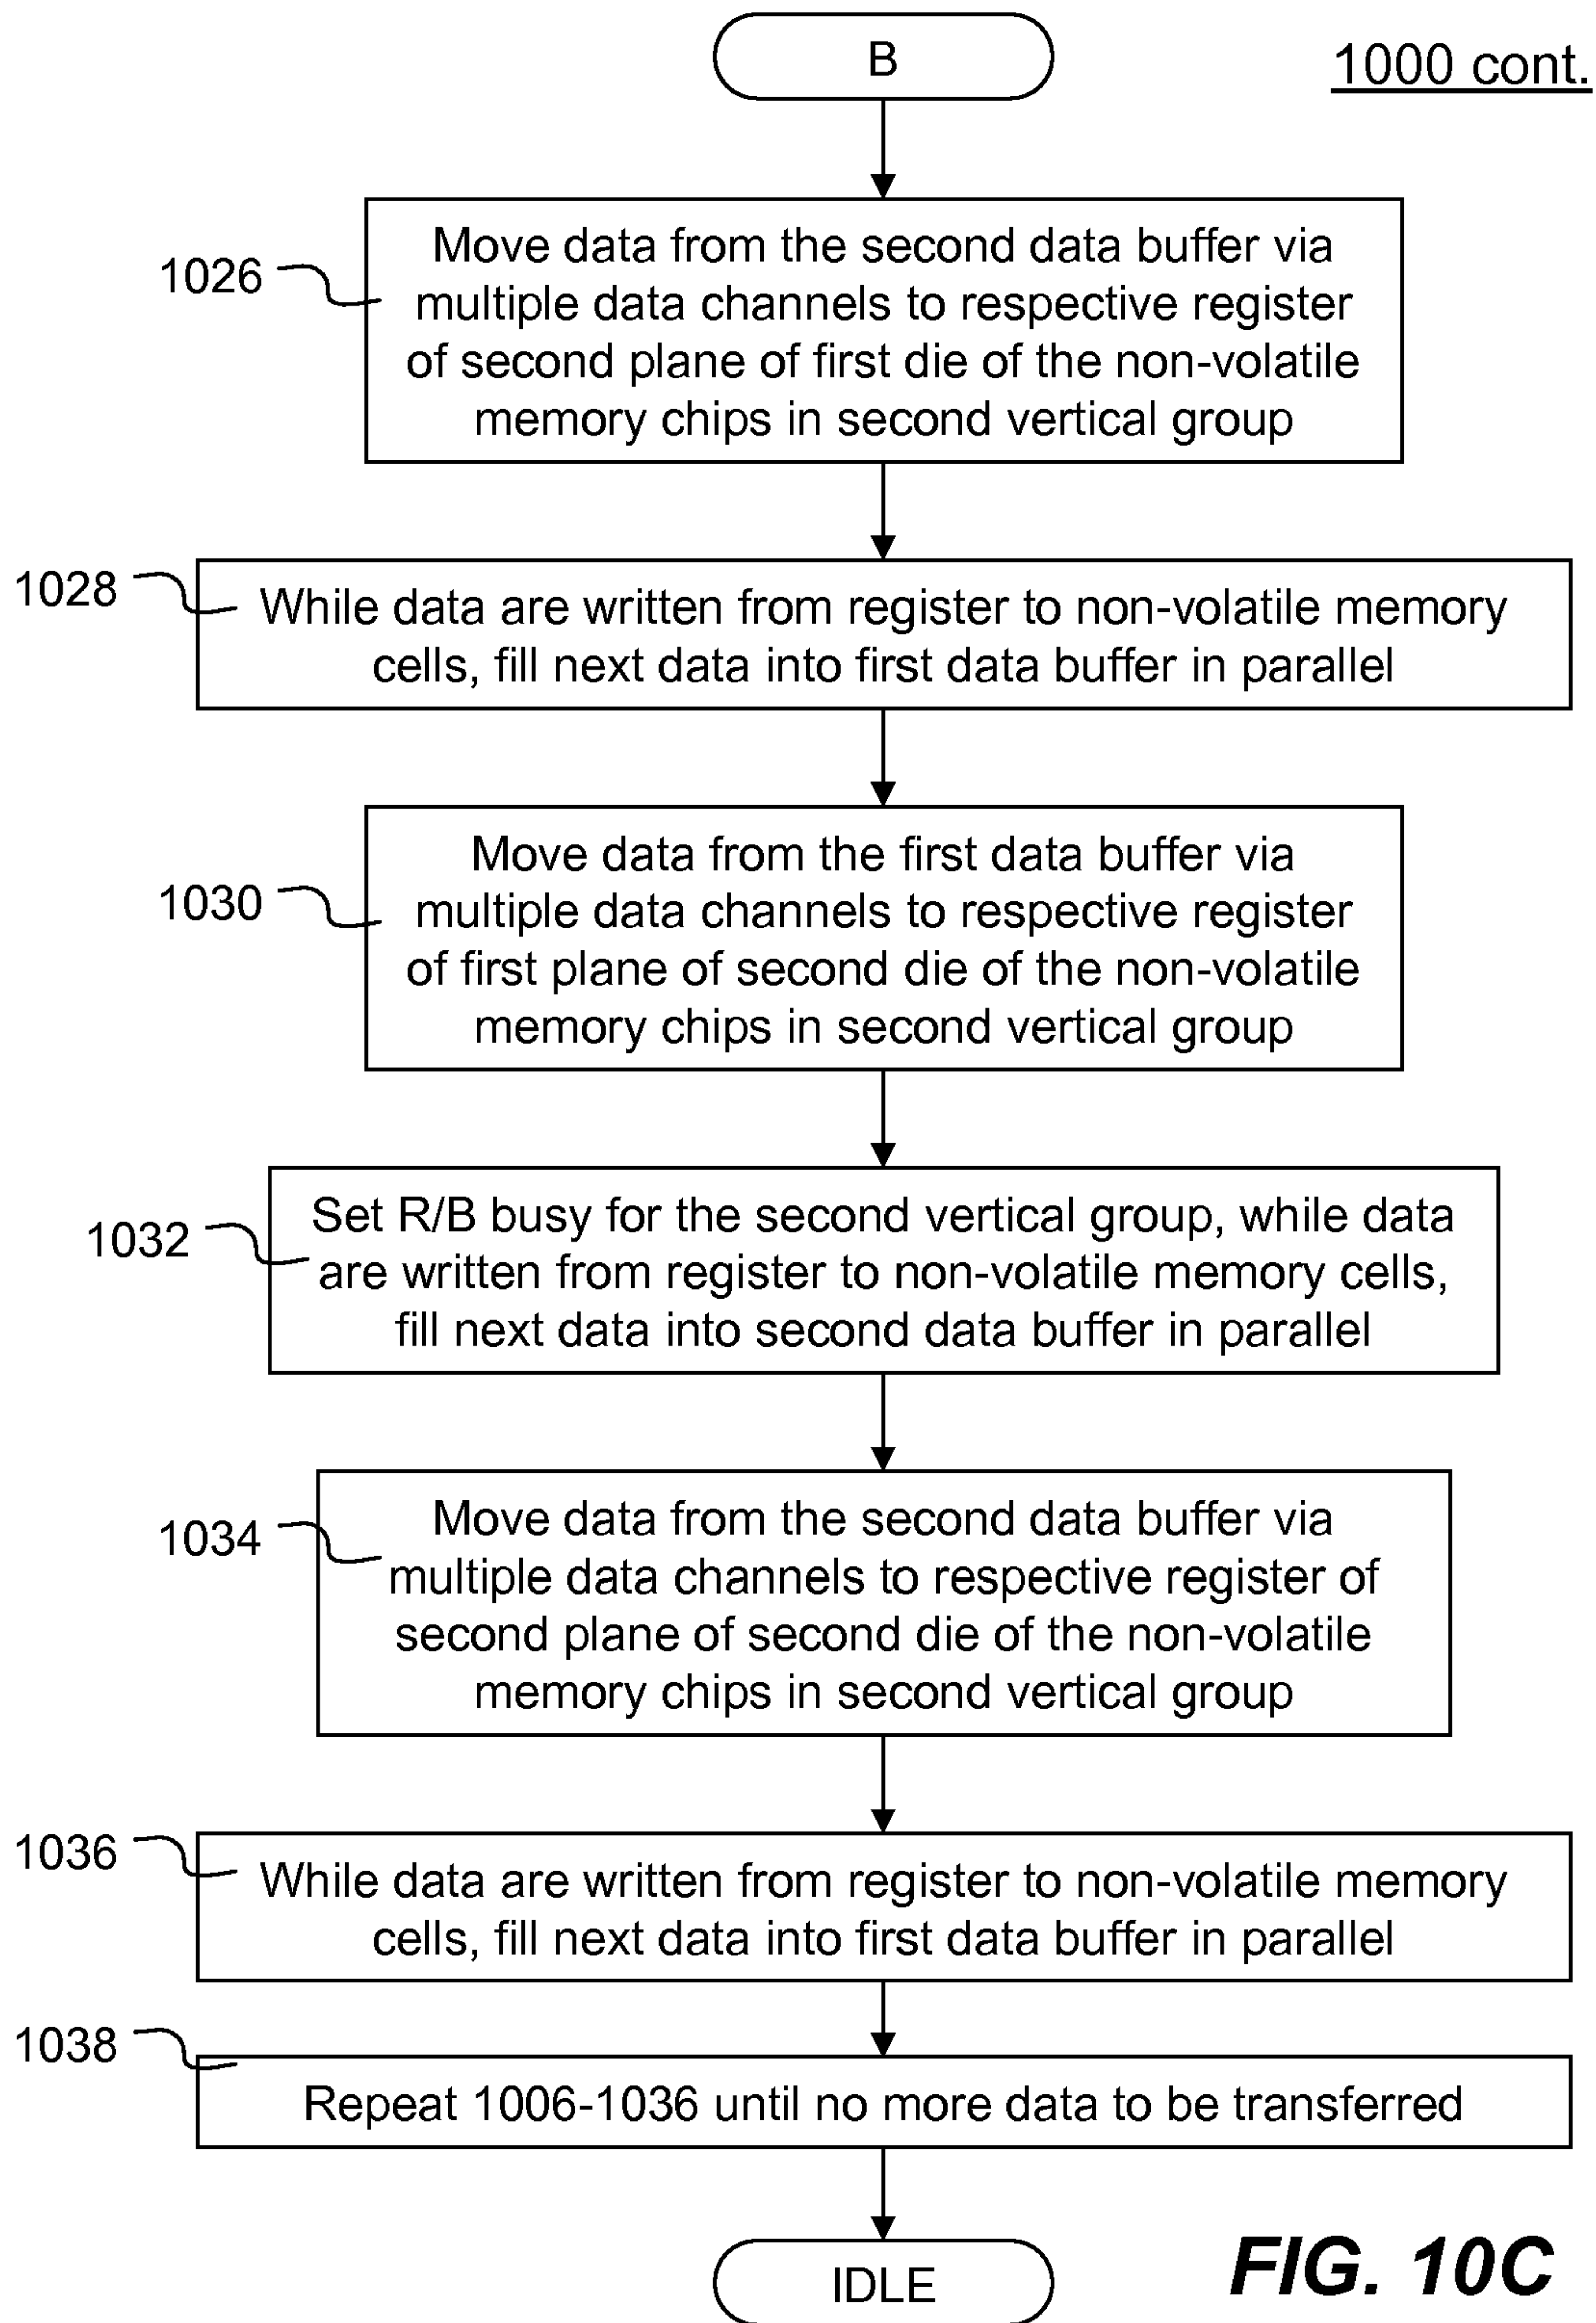 B
1000 cont.
1026
Move data from the second data buffer via
multiple data channels to respective register
of second plane of first die of the non-volatile
memory chips in second vertical group
1028
While data are written from register to non-volatile memory
cells, fill next data into first data buffer in parallel
1030
Move data from the first data buffer via
multiple data channels to respective register
of first plane of second die of the non-volatile
memory chips in second vertical group
1032
Set R/B busy for the second vertical group, while data
are written from register to non-volatile memory cells,
fill next data into second data buffer in parallel
1034
Move data from the second data buffer via
multiple data channels to respective register of
second plane of second die of the non-volatile
memory chips in second vertical group
1036
While data are written from register to non-volatile memory
cells, fill next data into first data buffer in parallel
1038
Repeat 1006-1036 until no more data to be transferred
IDLE
FIG. 10C